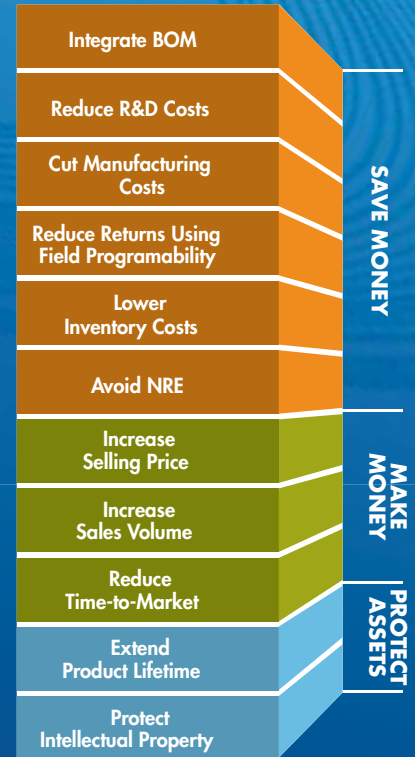 Integrate BOM
Reduce R&D Costs
Cut Manufacturing
Costs
Reduce Returns Using
Field Programability
Lower
Inventory Costs
Avoid NRE
Increase
Selling Price
Increase
Sales Volume
Reduce
Time-to-Market
Extend
Product Lifetime
Protect
Intellectual Property
SAVE MONEY
MAKE
MONEY
PROTECT
ASSETS